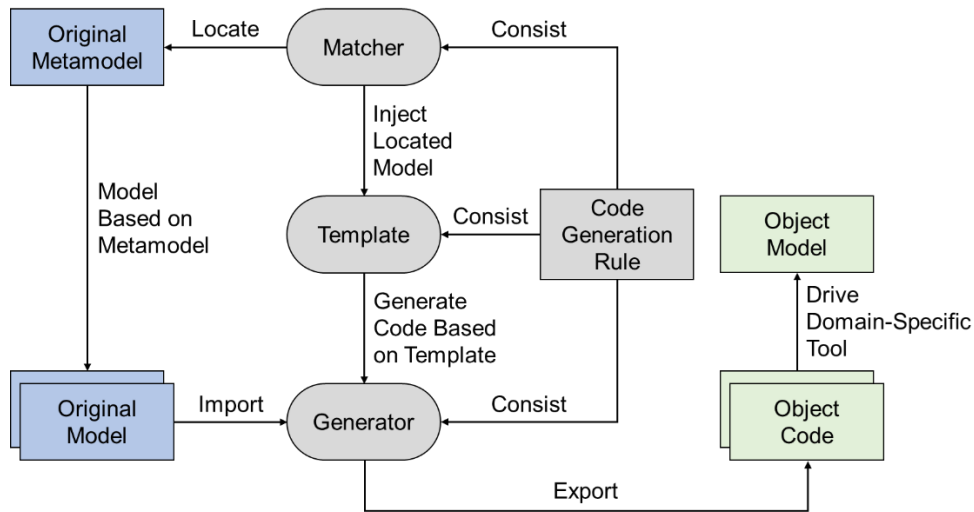 Original
Metamodel
Locate
Matcher
Consist
Inject
Located
Model
Model
Based on
Metamodel
Template
Consist
Code
Generation
Rule
Object
Model
Generate
Code Based
on Template
Drive
Domain-Specific
Tool
Original
Model
Import
Generator
Consist
Object
Code
Export